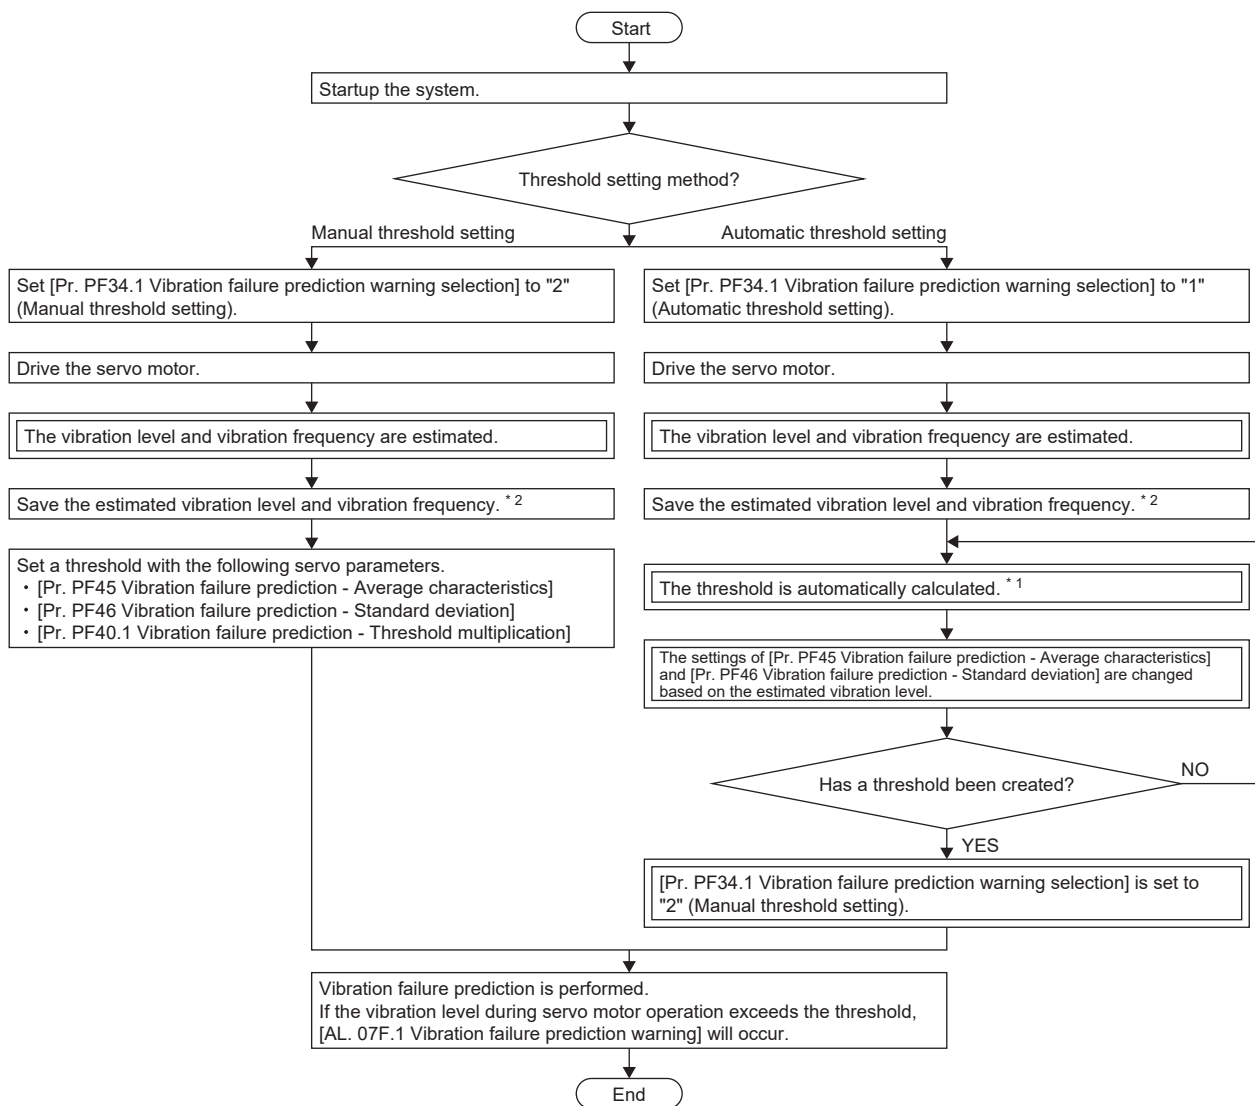 Start
Startup the system.
Threshold setting method?
Manual threshold setting
Automatic threshold setting
Set [Pr. PF34.1 Vibration failure prediction warning selection] to "2"
(Manual threshold setting).
Drive the servo motor.
The vibration level and vibration frequency are estimated.
Save the estimated vibration level and vibration frequency. * 2
Set a threshold with the following servo parameters.
・[Pr. PF45 Vibration failure prediction - Average characteristics]
・[Pr. PF46 Vibration failure prediction - Standard deviation]
・[Pr. PF40.1 Vibration failure prediction - Threshold multiplication]
Set [Pr. PF34.1 Vibration failure prediction warning selection] to "1"
(Automatic threshold setting).
Drive the servo motor.
The vibration level and vibration frequency are estimated.
Save the estimated vibration level and vibration frequency. * 2
The threshold is automatically calculated. * 1
The settings of [Pr. PF45 Vibration failure prediction - Average characteristics]
and [Pr. PF46 Vibration failure prediction - Standard deviation] are changed
based on the estimated vibration level.
Has a threshold been created?
NO
YES
[Pr. PF34.1 Vibration failure prediction warning selection] is set to
"2" (Manual threshold setting).
Vibration failure prediction is performed.
If the vibration level during servo motor operation exceeds the threshold,
[AL. 07F.1 Vibration failure prediction warning] will occur.
End